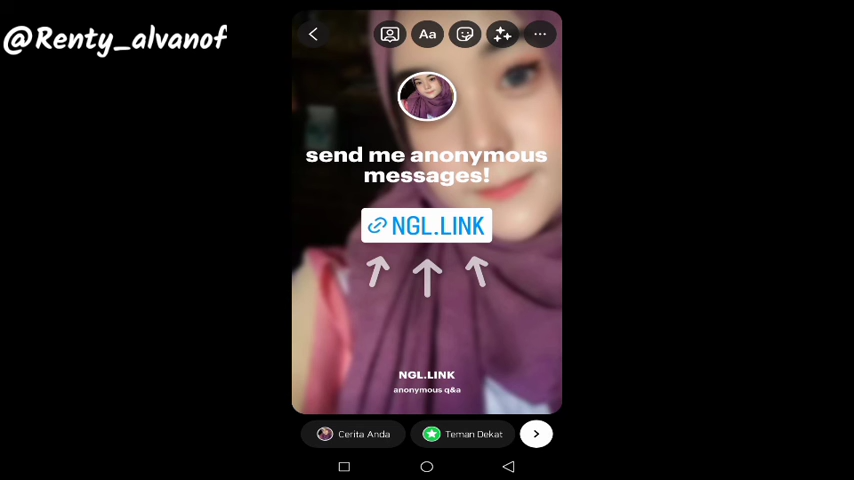 @Renty_alvanof
Aa
send me anonymous
messages!
NGL.LINK
NGL.LINK
anonymous q&a
Cerita Anda
Teman Dekat